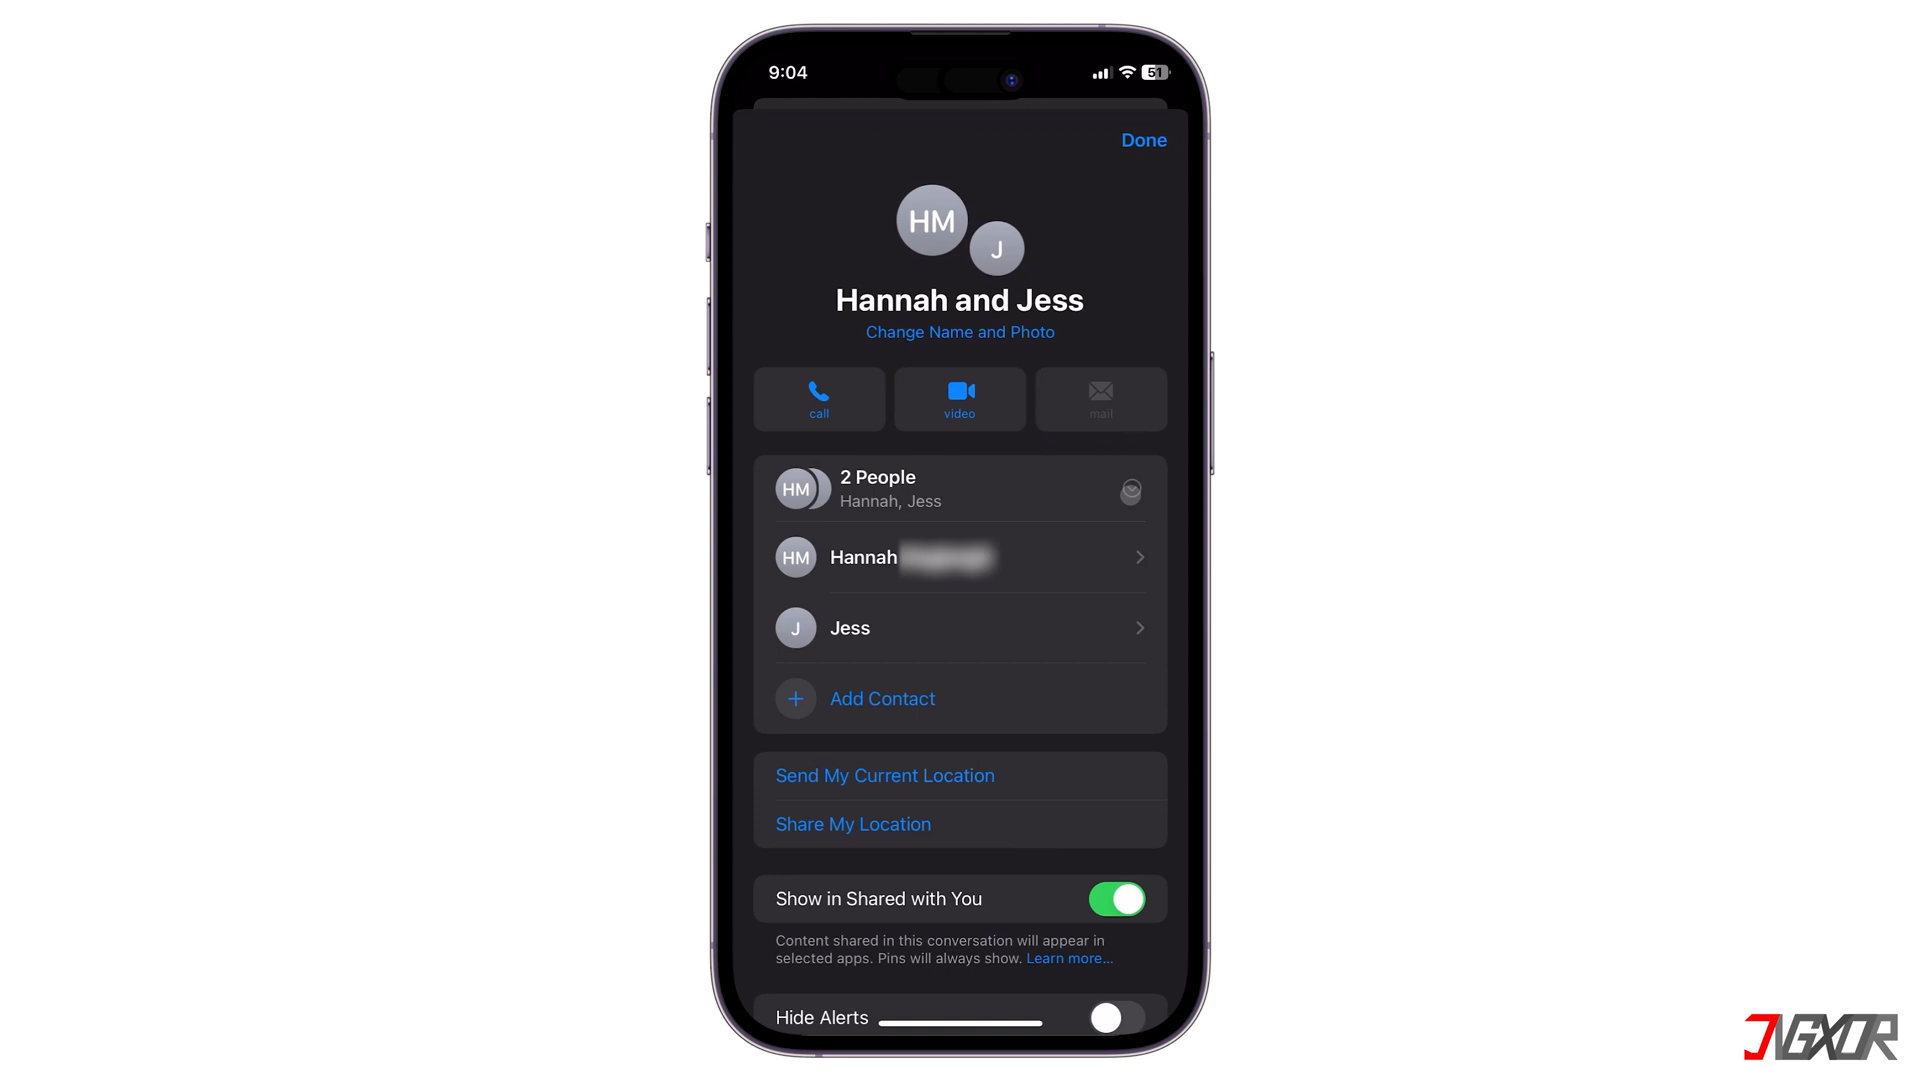 9:04
51
Done
HM
J
Hannah and Jess
Change Name and Photo
call
video
mail
HM
2 People
Hannah, Jess
HM
Hannah
J
Jess
Add Contact
Send My Current Location
Share My Location
Show in Shared with You
Content shared in this conversation will appear in
selected apps. Pins will always show. Learn more...
Hide Alerts
JNGXOR